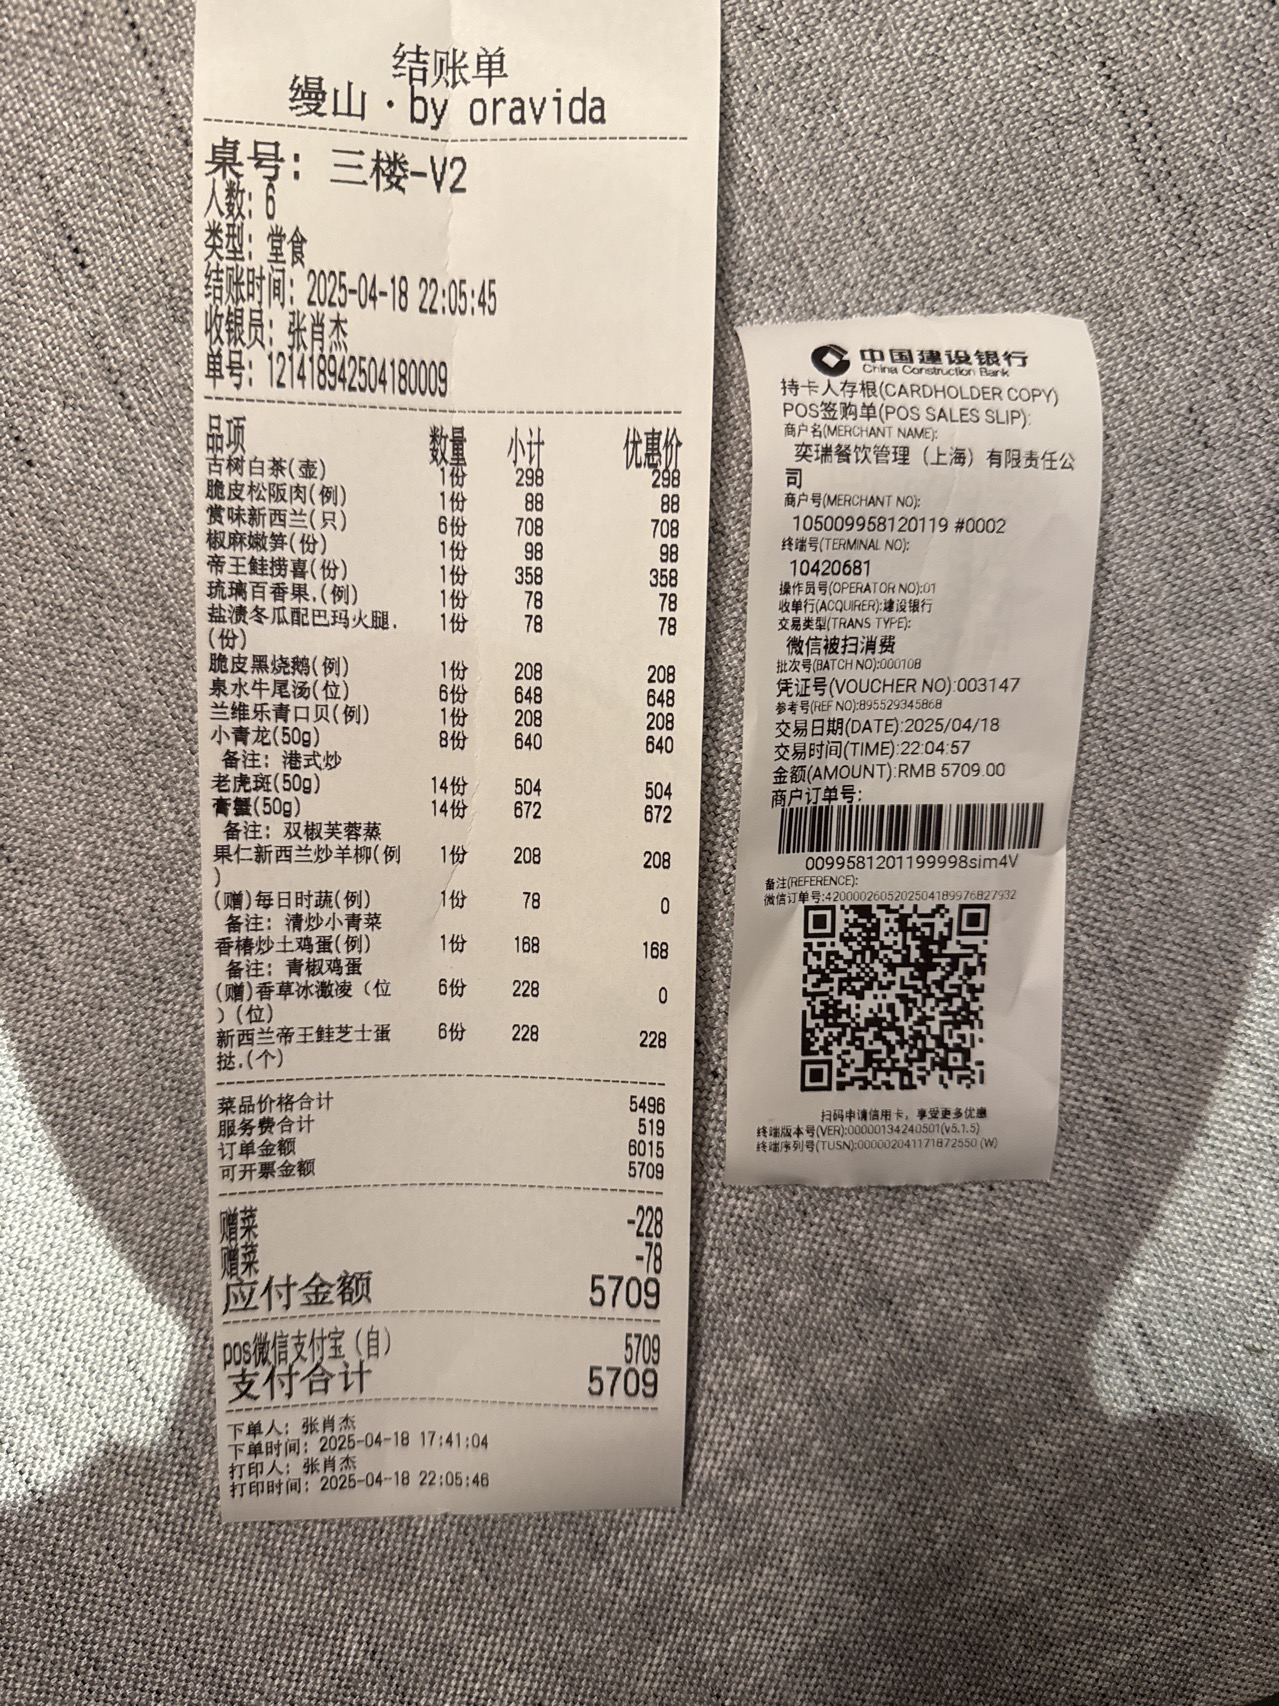 结账单
缦山·by oravida
桌号: 三楼-V2
人数: 6
类型: 堂食
结账时间: 2025-04-18 22:05:45
收银员: 张肖杰
单号: 121418942504180009
品项 数量 小计 优惠价
古树白茶(壶) 1份 298 298
脆皮松阪肉(例) 1份 88 88
赏味新西兰(只) 6份 708 708
椒麻嫩笋(份) 1份 98 98
帝王鲑捞喜(份) 1份 358 358
琉璃百香果.(例) 1份 78 78
盐渍冬瓜配巴玛火腿. 1份 78 78
(份)
脆皮黑烧鹅(例) 1份 208 208
泉水牛尾汤(位) 6份 648 648
兰维乐青口贝(例) 1份 208 208
小青龙(50g) 8份 640 640
备注: 港式炒
老虎斑(50g) 14份 504 504
膏蟹(50g) 14份 672 672
备注: 双椒芙蓉蒸
果仁新西兰炒羊柳(例 1份 208 208
)
(赠)每日时蔬(例) 1份 78 0
备注: 清炒小青菜
香椿炒土鸡蛋(例) 1份 168 168
备注: 青椒鸡蛋
(赠)香草冰激凌（位 6份 228 0
）(位)
新西兰帝王鲑芝士蛋 6份 228 228
挞.(个)
菜品价格合计 5496
服务费合计 519
订单金额 6015
可开票金额 5709
赠菜 -228
赠菜 -78
应付金额 5709
pos微信支付宝（自） 5709
支付合计 5709
下单人: 张肖杰
下单时间: 2025-04-18 17:41:04
打印人: 张肖杰
打印时间: 2025-04-18 22:05:46
中国建设银行
China Construction Bank
持卡人存根(CARDHOLDER COPY)
POS签购单(POS SALES SLIP):
商户名(MERCHANT NAME):
奕瑞餐饮管理（上海）有限责任公
司
商户号(MERCHANT NO):
105009958120119 #0002
终端号(TERMINAL NO):
10420681
操作员号(OPERATOR NO):01
收单行(ACQUIRER):建设银行
交易类型(TRANS TYPE):
微信被扫消费
批次号(BATCH NO):000108
凭证号(VOUCHER NO):003147
参考号(REF NO):895529345868
交易日期(DATE):2025/04/18
交易时间(TIME):22:04:57
金额(AMOUNT):RMB 5709.00
商户订单号:
0099581201199998sim4V
备注(REFERENCE):
微信订单号:4200002605202504189976827932
扫码申请信用卡，享受更多优惠
终端版本号(VER):00000134240501(v5.1.5)
终端序列号(TUSN):000002041171872550 (W)